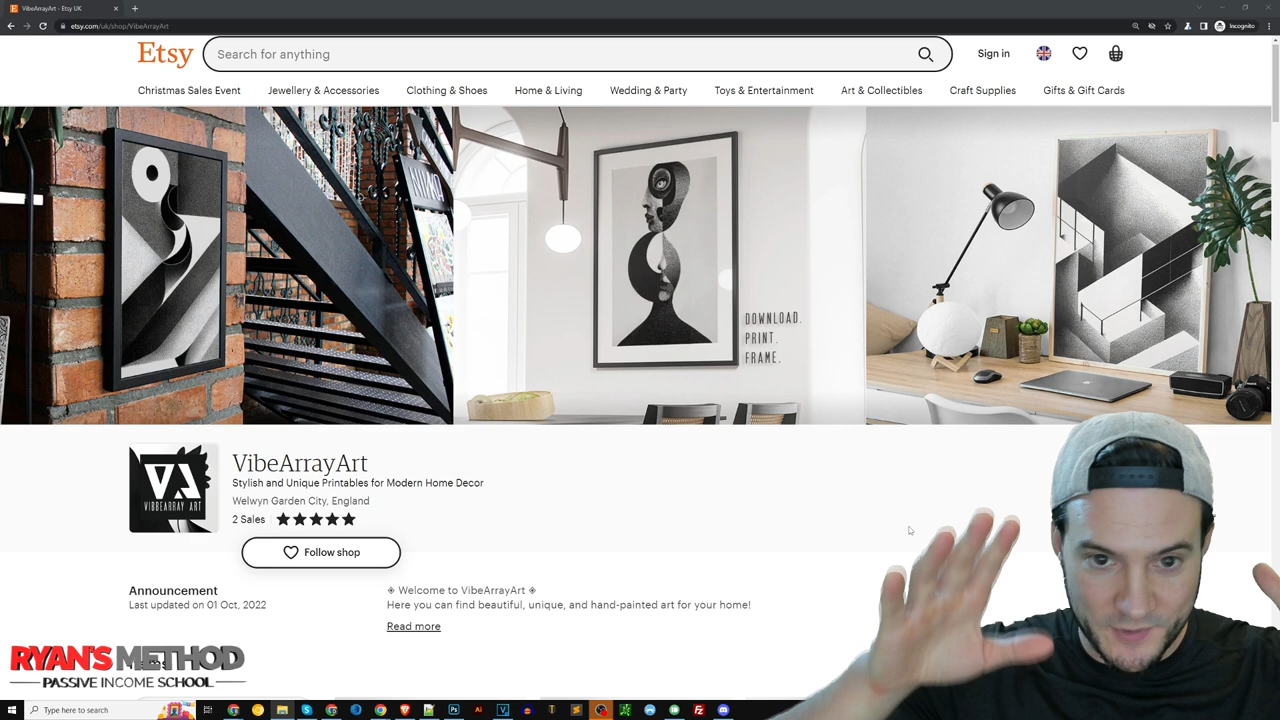 VibeArrayArt - Etsy UK
etsy.com/uk/shop/VibeArrayArt
Incognito
Etsy
Search for anything
Sign in
Christmas Sales Event
Jewellery & Accessories
Clothing & Shoes
Home & Living
Wedding & Party
Toys & Entertainment
Art & Collectibles
Craft Supplies
Gifts & Gift Cards
DOWNLOAD.
PRINT.
FRAME.
VA
VIBEARRAY ART
VibeArrayArt
Stylish and Unique Printables for Modern Home Decor
Welwyn Garden City, England
2 Sales
Follow shop
Announcement
Last updated on 01 Oct, 2022
◈ Welcome to VibeArrayArt ◈
Here you can find beautiful, unique, and hand-painted art for your home!
Read more
RYAN'S METHOD
PASSIVE INCOME SCHOOL
Type here to search